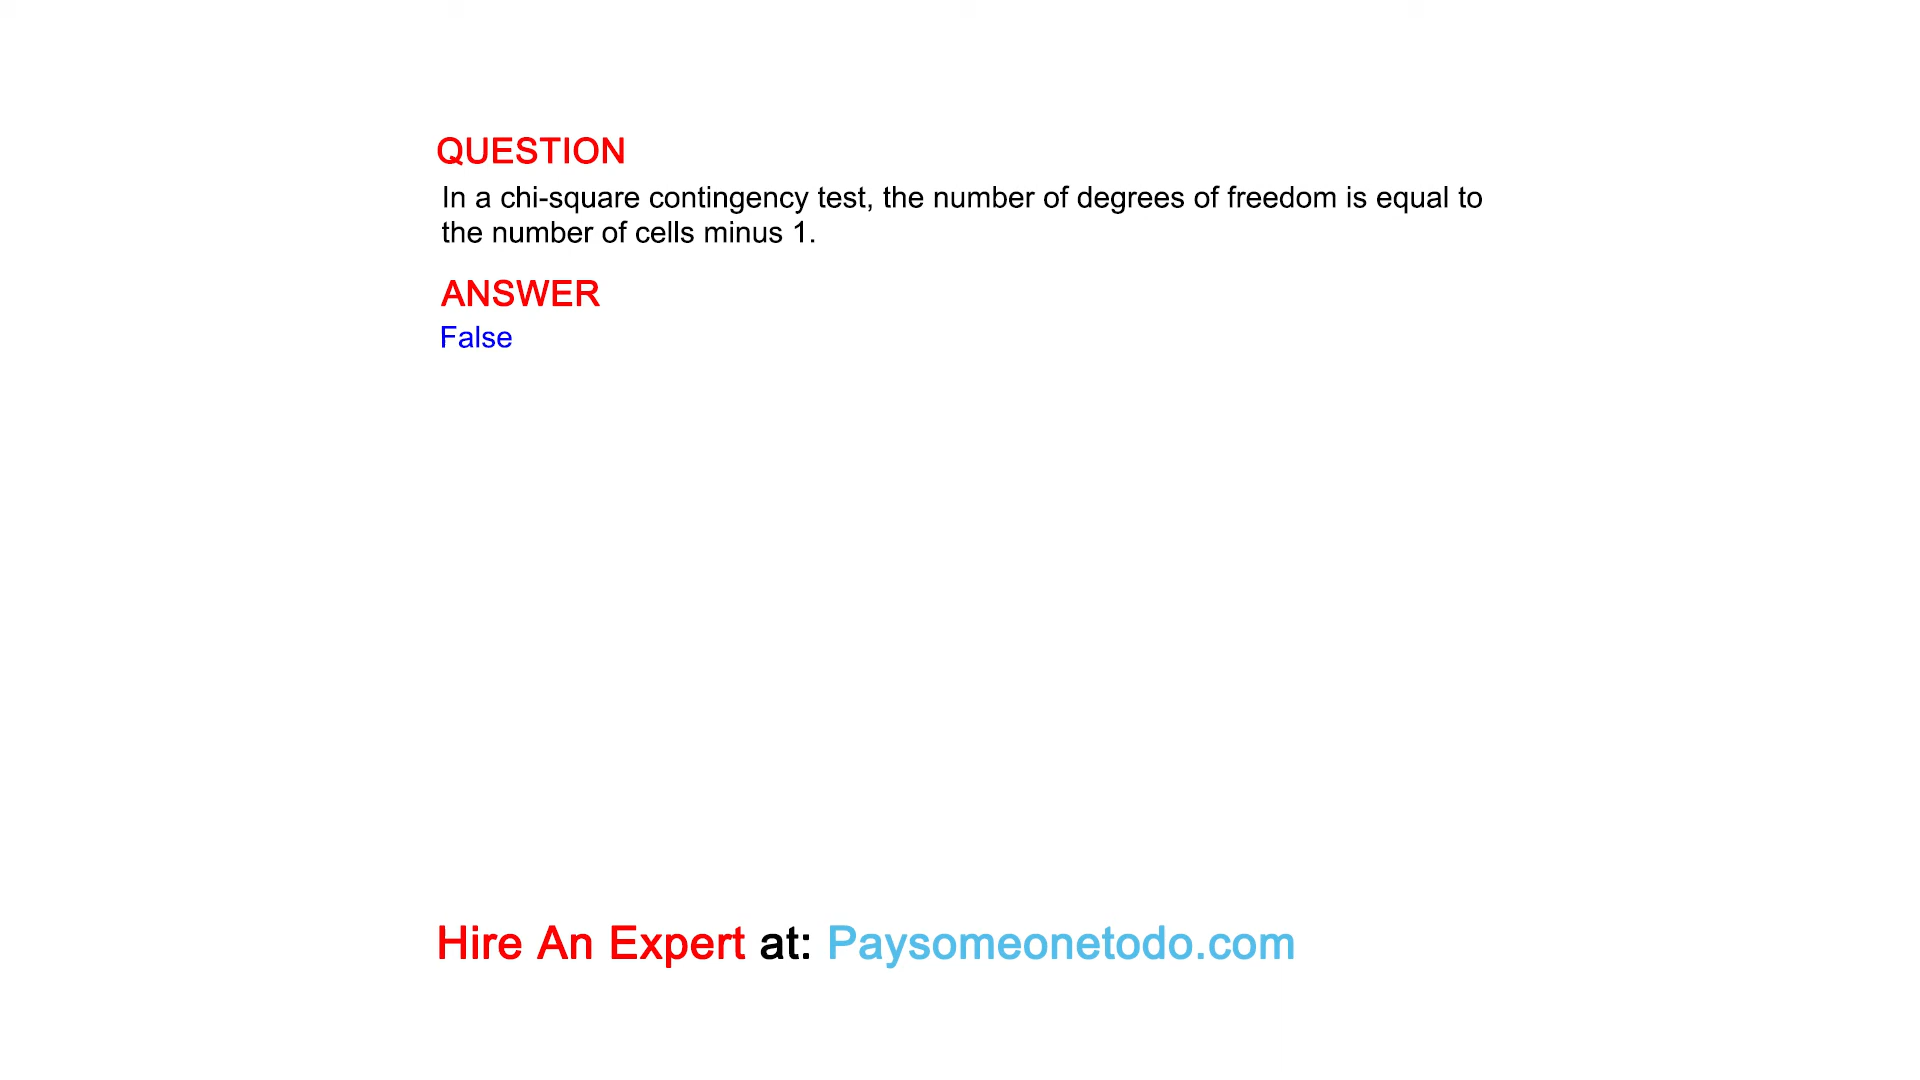 QUESTION
In a chi-square contingency test, the number of degrees of freedom is equal to
the number of cells minus 1.
ANSWER
False
Hire An Expert at: Paysomeonetodo.com